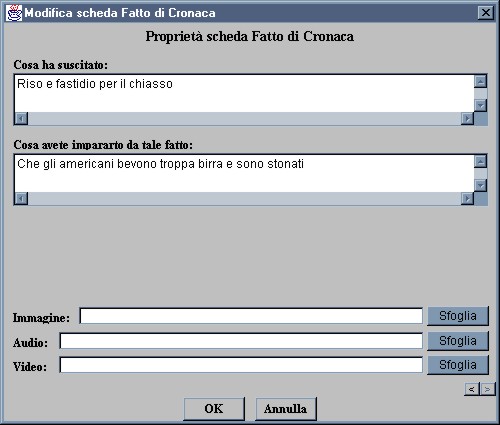 Modifica scheda Fatto di Cronaca
Proprietà scheda Fatto di Cronaca
Cosa ha suscitato:
Riso e fastidio per il chiasso
Cosa avete impararto da tale fatto:
Che gli americani bevono troppa birra e sono stonati
Immagine: Sfoglia
Audio: Sfoglia
Video: Sfoglia
< >
OK Annulla